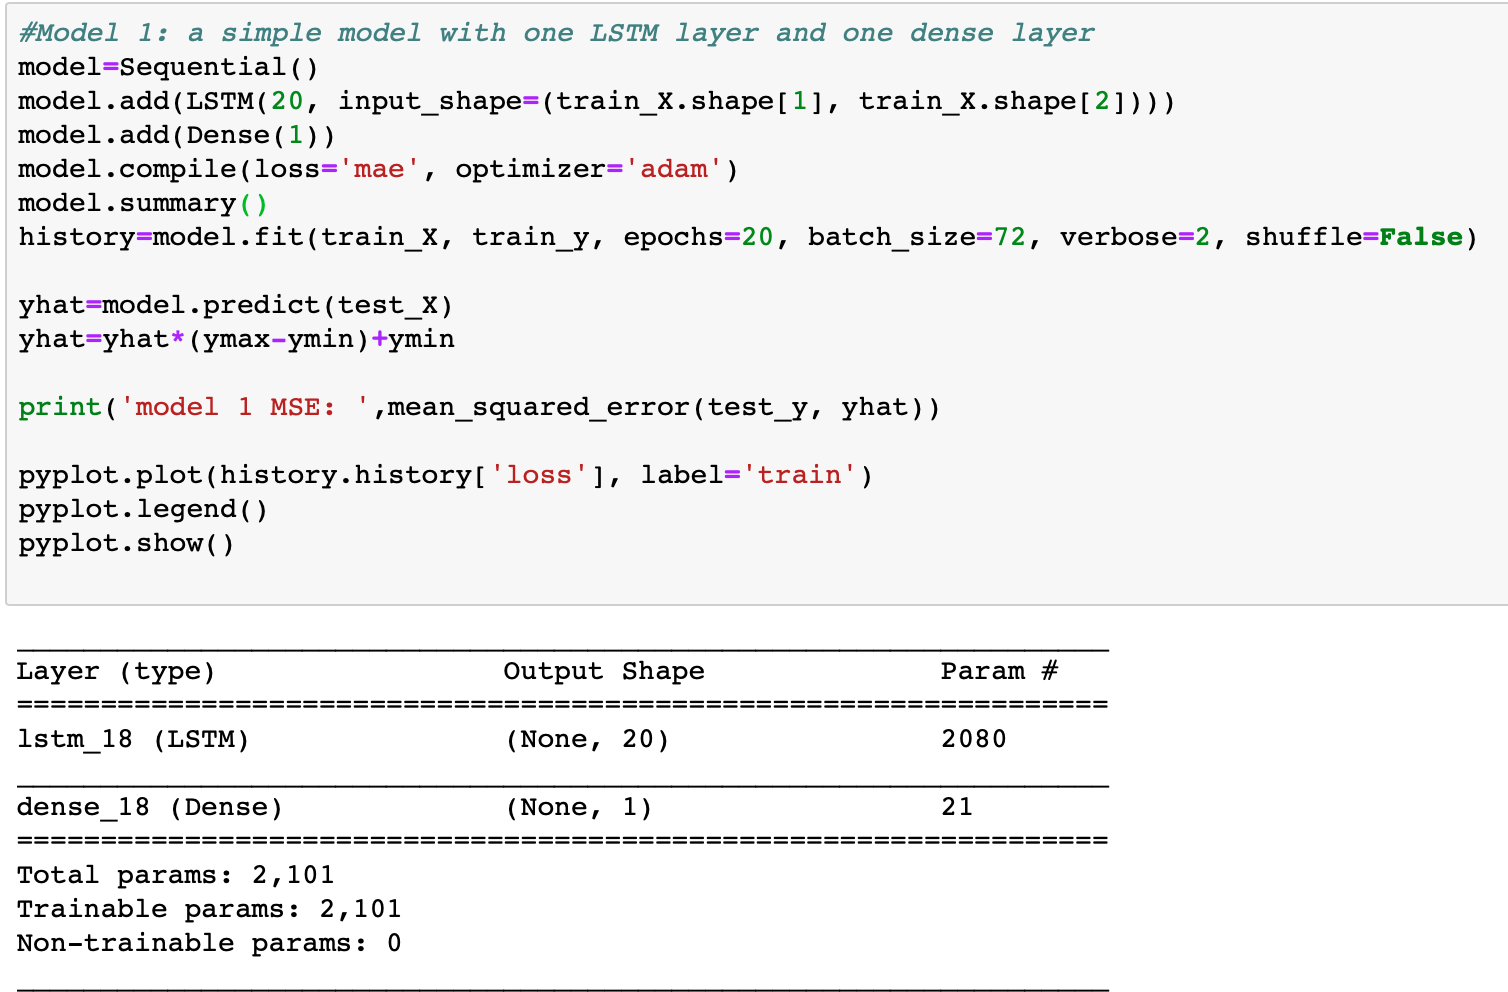 #Model 1: a simple model with one LSTM layer and one dense layer
model=Sequential()
model.add(LSTM(20, input_shape=(train_X.shape[1], train_X.shape[2])))
model.add(Dense(1))
model.compile(loss='mae', optimizer='adam')
model.summary()
history=model.fit(train_X, train_y, epochs=20, batch_size=72, verbose=2, shuffle=False)
yhat=model.predict(test_X)
yhat=yhat*(ymax-ymin)+ymin
print('model 1 MSE: ',mean_squared_error(test_y, yhat))
pyplot.plot(history.history['loss'], label='train')
pyplot.legend()
pyplot.show()
_________________________________________________________________
Layer (type)                 Output Shape              Param #
=================================================================
lstm_18 (LSTM)               (None, 20)                2080
_________________________________________________________________
dense_18 (Dense)             (None, 1)                 21
=================================================================
Total params: 2,101
Trainable params: 2,101
Non-trainable params: 0
_________________________________________________________________